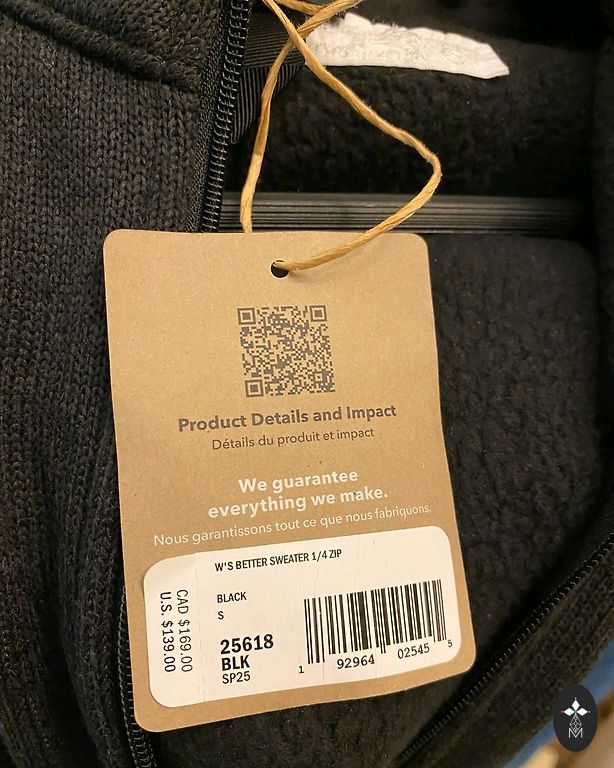 Product Details and Impact
Détails du produit et impact
We guarantee
everything we make.
Nous garantissons tout ce que nous fabriquons.
W'S BETTER SWEATER 1/4 ZIP
BLACK
S
25618
BLK
SP25
CAD $169.00
U.S. $139.00
1 92964 02545 5
M